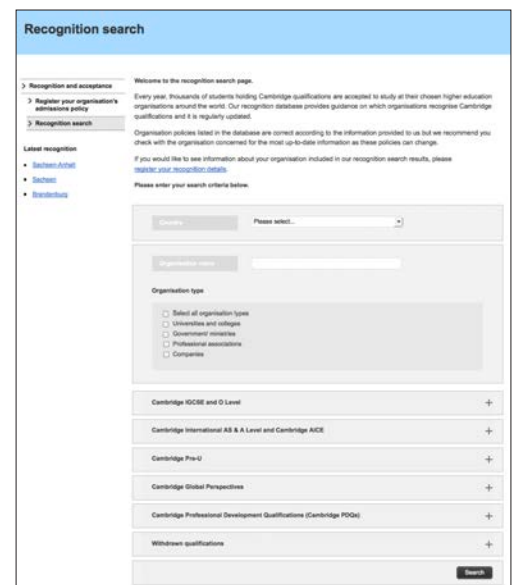 Recognition search
Recognition and acceptance
Register your organisation's
admissions policy
Recognition search
Latest recognition
Sachsen-Anhalt
Sachsen
Brandenburg
Welcome to the recognition search page.
Every year, thousands of students holding Cambridge qualifications are accepted to study at their chosen higher education
organisations around the world. Our recognition database provides guidance on which organisations recognise Cambridge
qualifications and it is regularly updated.
Organisation policies listed in the database are correct according to the information provided to us but we recommend you
check with the organisation concerned for the most up-to-date information as these policies can change.
If you would like to see information about your organisation included in our recognition search results, please
register your recognition details.
Please enter your search criteria below.
Country
Please select...
Organisation name
Organisation type
Select all organisation types
Universities and colleges
Government/ ministries
Professional associations
Companies
Cambridge IGCSE and O Level
Cambridge International AS & A Level and Cambridge AICE
Cambridge Pre-U
Cambridge Global Perspectives
Cambridge Professional Development Qualifications (Cambridge PDQs)
Withdrawn qualifications
Search